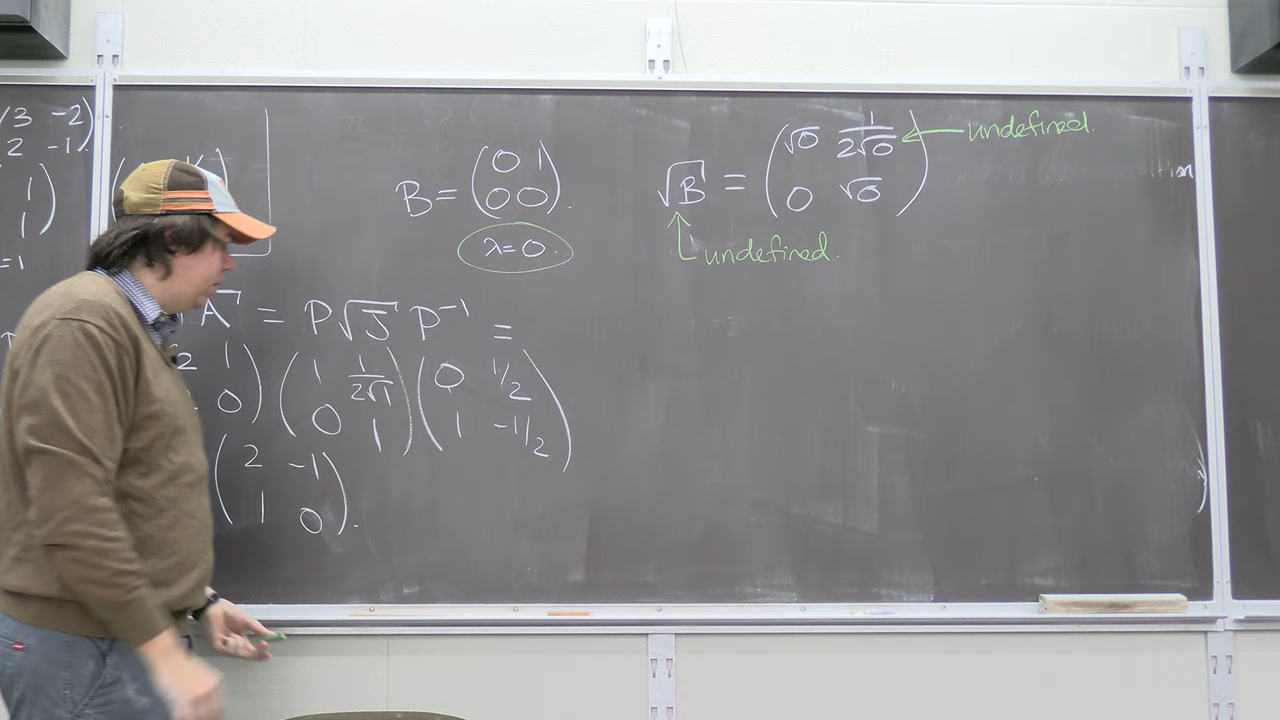 3 -2
2 -1
1
1
=1
B = ( 0 1
0 0 ).
λ=0.
√B = ( √0 1/2√0
0 √0 )
undefined.
undefined.
A = P√J P⁻¹ =
2 1
0 ) ( 1 1/2√1
0 1 ) ( 0 1/2
1 -1/2 )
( 2 -1
1 0 ).